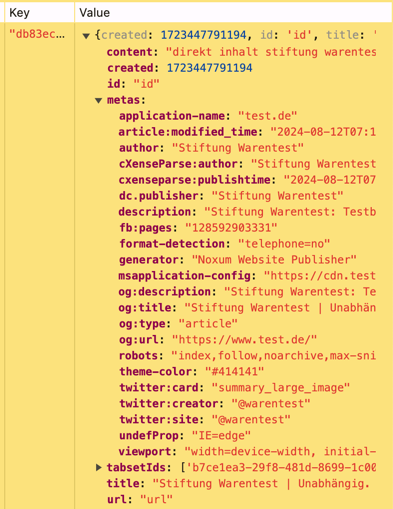 Key Value
"db83ec… {created: 1723447791194, id: 'id', title: '
content: "direkt inhalt stiftung warentes
created: 1723447791194
id: "id"
metas:
application-name: "test.de"
article:modified_time: "2024-08-12T07:1
author: "Stiftung Warentest"
cXenseParse:author: "Stiftung Warentest
cxenseparse:publishtime: "2024-08-12T07
dc.publisher: "Stiftung Warentest"
description: "Stiftung Warentest: Testb
fb:pages: "128592903331"
format-detection: "telephone=no"
generator: "Noxum Website Publisher"
msapplication-config: "https://cdn.test
og:description: "Stiftung Warentest: Te
og:title: "Stiftung Warentest | Unabhän
og:type: "article"
og:url: "https://www.test.de/"
robots: "index,follow,noarchive,max-sni
theme-color: "#414141"
twitter:card: "summary_large_image"
twitter:creator: "@warentest"
twitter:site: "@warentest"
undefProp: "IE=edge"
viewport: "width=device-width, initial-
tabsetIds: ['b7ce1ea3-29f8-481d-8699-1c00
title: "Stiftung Warentest | Unabhängig.
url: "url"